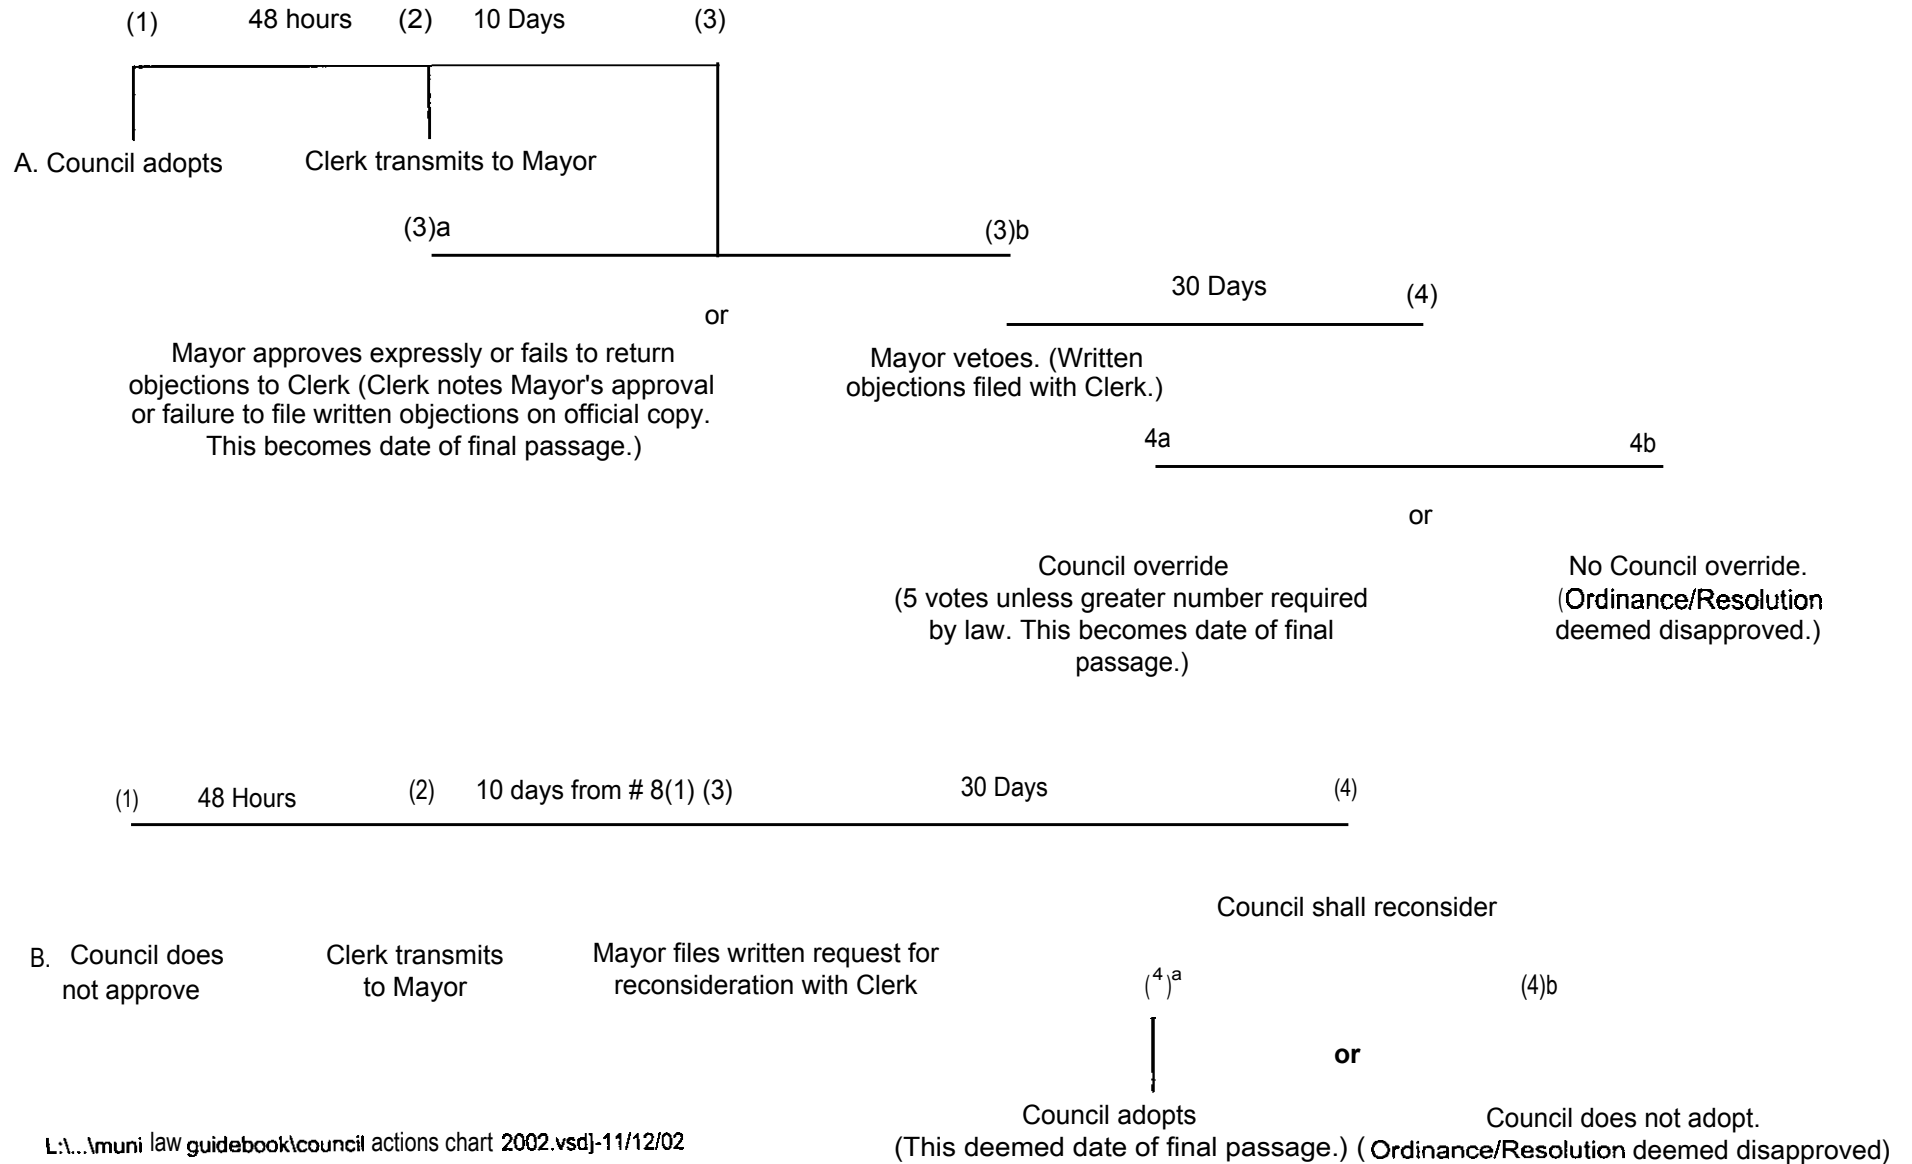 (1) 48 hours (2) 10 Days (3)
A. Council adopts Clerk transmits to Mayor
(3)a (3)b
30 Days (4)
or
Mayor approves expressly or fails to return
objections to Clerk (Clerk notes Mayor's approval
or failure to file written objections on official copy.
This becomes date of final passage.)
Mayor vetoes. (Written
objections filed with Clerk.)
4a 4b
or
Council override
(5 votes unless greater number required
by law. This becomes date of final
passage.)
No Council override.
(Ordinance/Resolution
deemed disapproved.)
(1) 48 Hours (2) 10 days from # 8(1) (3) 30 Days (4)
Council shall reconsider
B. Council does
not approve
Clerk transmits
to Mayor
Mayor files written request for
reconsideration with Clerk
(4)a (4)b
or
Council adopts
(This deemed date of final passage.)
Council does not adopt.
(Ordinance/Resolution deemed disapproved)
L:\...\muni law guidebook\council actions chart 2002.vsd]-11/12/02